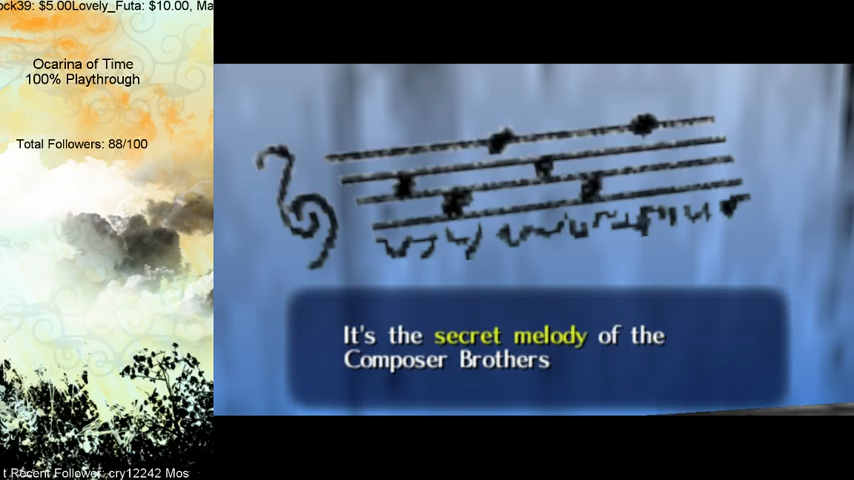 ock39: $5.00Lovely_Futa: $10.00, Ma
Ocarina of Time
100% Playthrough
Total Followers: 88/100
It's the secret melody of the
Composer Brothers
t Recent Follower: cry12242 Mos